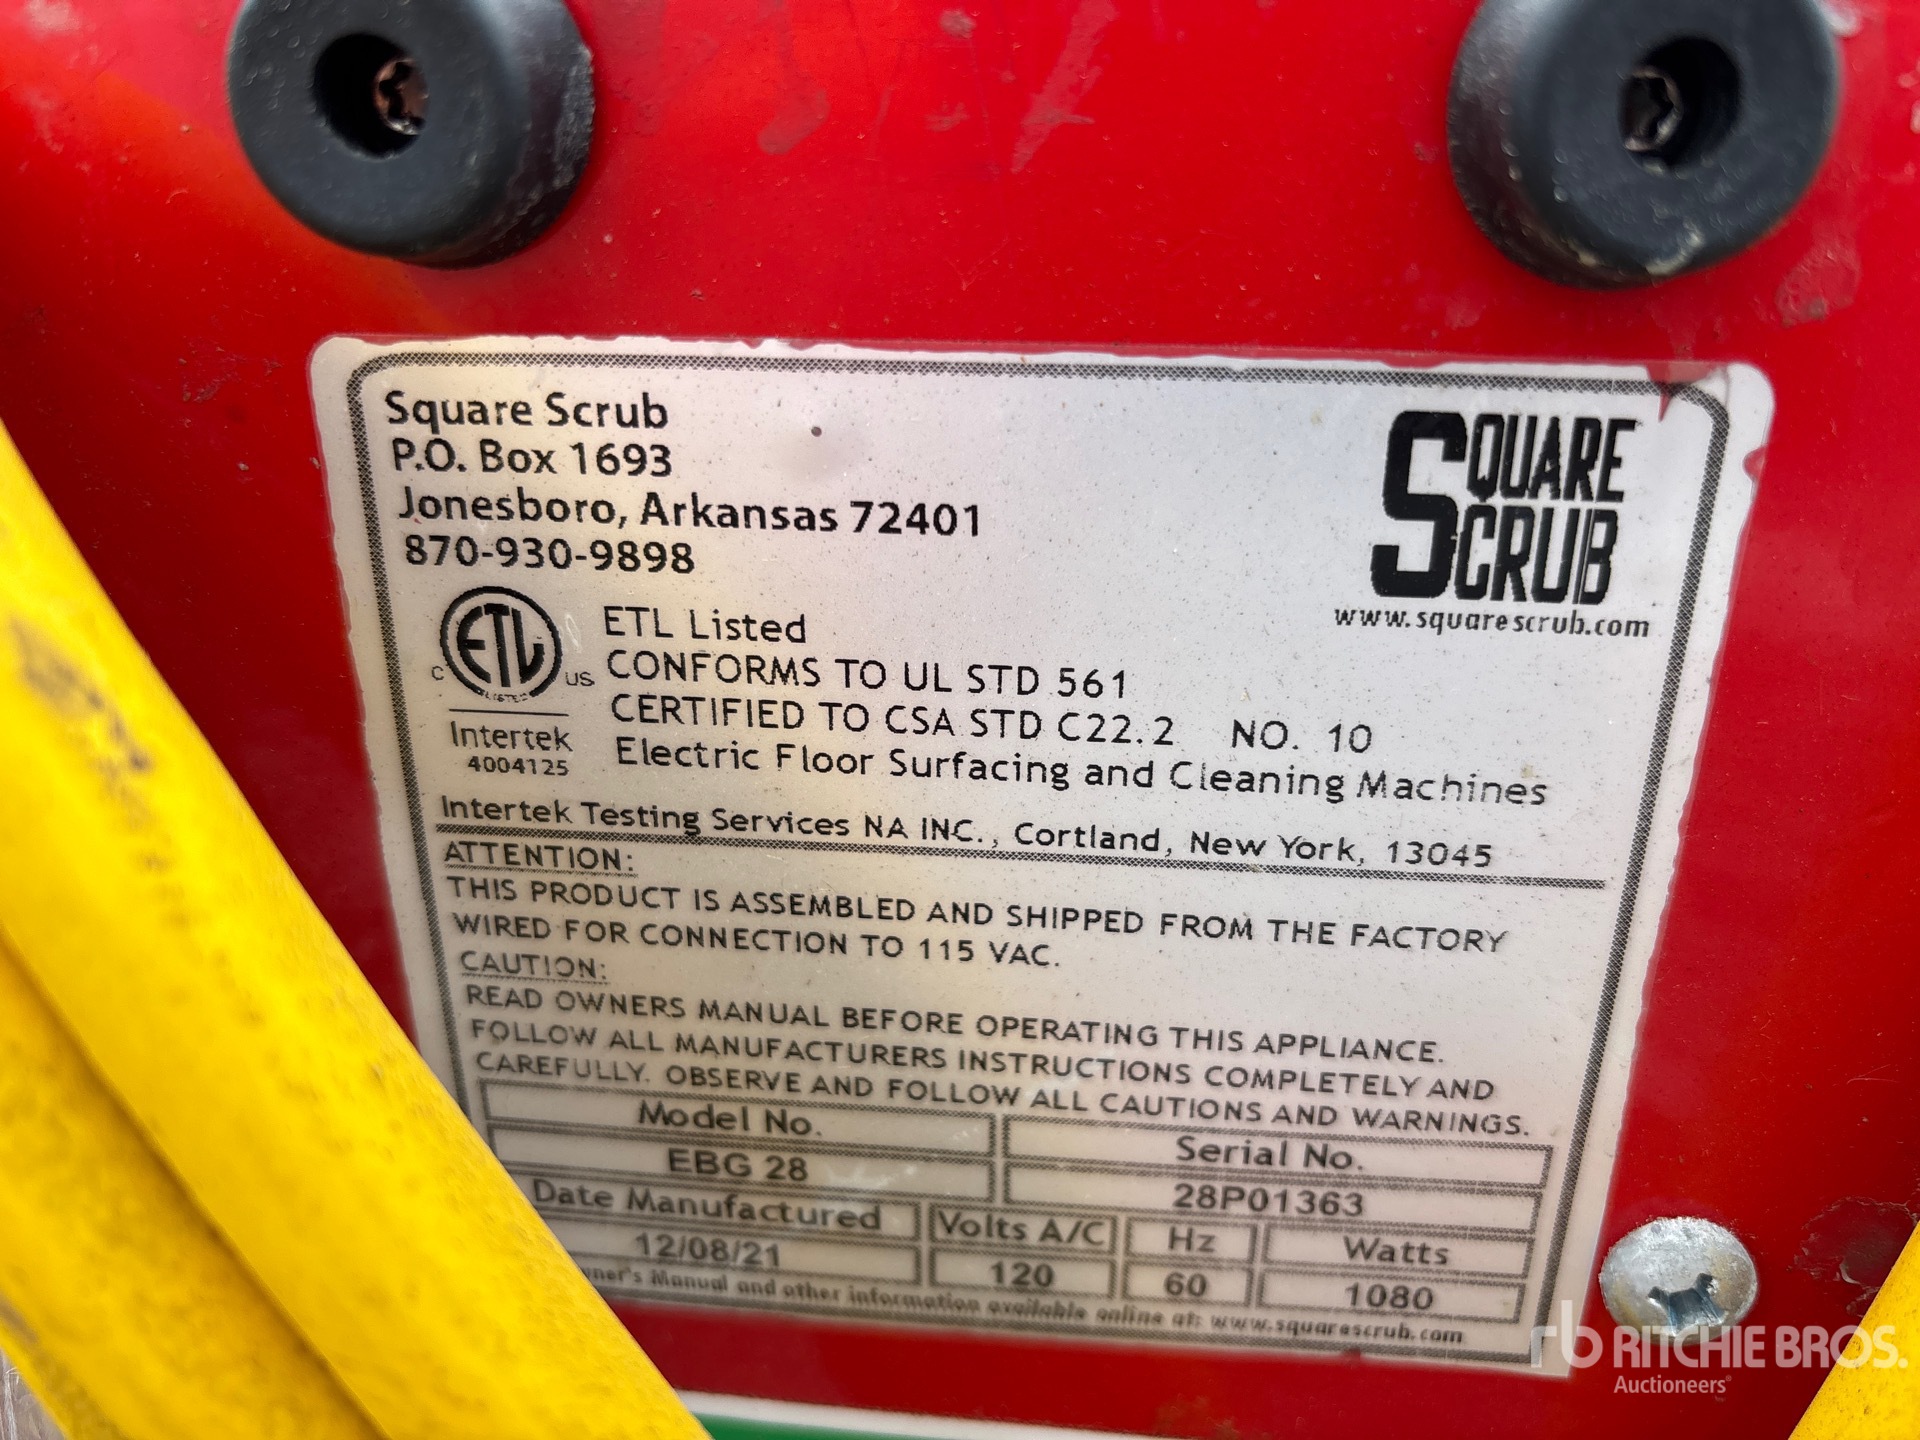 Square Scrub
P.O. Box 1693
Jonesboro, Arkansas 72401
870-930-9898
SQUARE
SCRUB
www.squarescrub.com
ETL
LISTED
C US
Intertek
4004125
ETL Listed
CONFORMS TO UL STD 561
CERTIFIED TO CSA STD C22.2 NO. 10
Electric Floor Surfacing and Cleaning Machines
Intertek Testing Services NA INC., Cortland, New York, 13045
ATTENTION:
THIS PRODUCT IS ASSEMBLED AND SHIPPED FROM THE FACTORY
WIRED FOR CONNECTION TO 115 VAC.
CAUTION:
READ OWNERS MANUAL BEFORE OPERATING THIS APPLIANCE.
FOLLOW ALL MANUFACTURERS INSTRUCTIONS COMPLETELY AND
CAREFULLY. OBSERVE AND FOLLOW ALL CAUTIONS AND WARNINGS.
Model No. Serial No.
EBG 28 28P01363
Date Manufactured Volts A/C Hz Watts
12/08/21 120 60 1080
ner's Manual and other information available online at: www.squarescrub.com
rb RITCHIE BROS.
Auctioneers